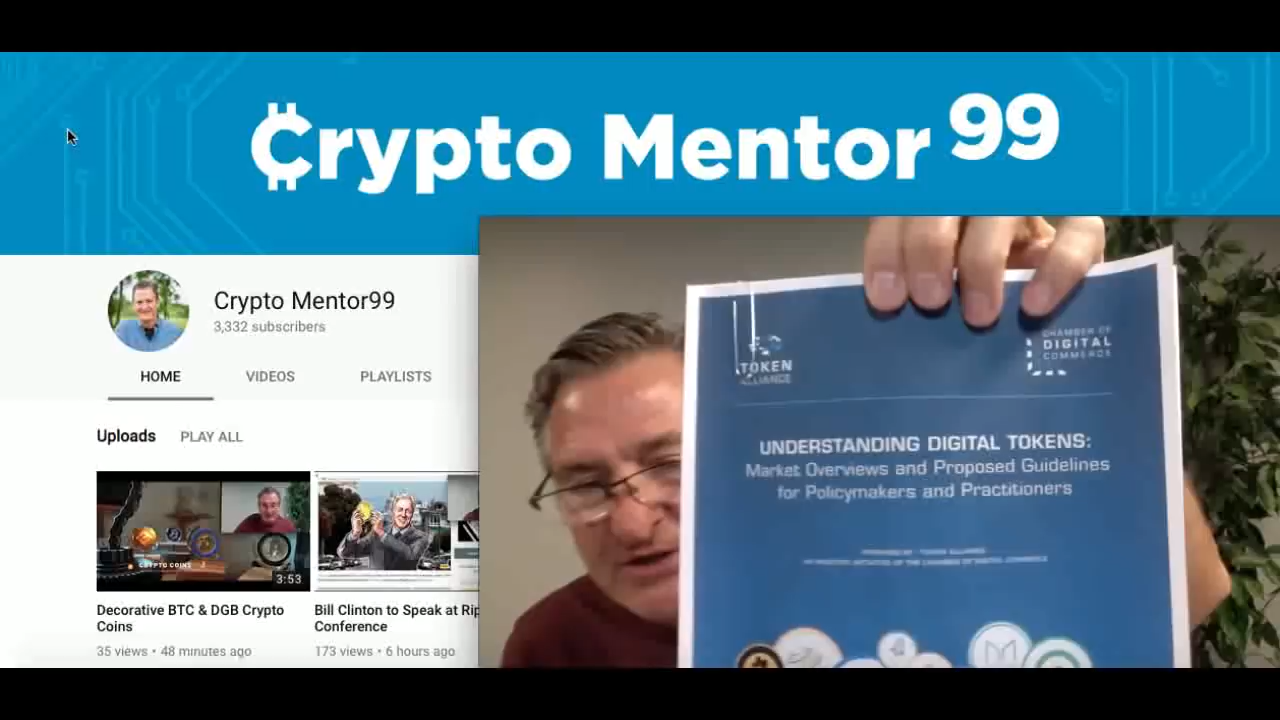 Crypto Mentor 99
Crypto Mentor99
3,332 subscribers
HOME VIDEOS PLAYLISTS
Uploads PLAY ALL
CRYPTO COINS
3:53
Decorative BTC & DGB Crypto
Coins
35 views • 48 minutes ago
Bill Clinton to Speak at Rip
Conference
173 views • 6 hours ago
TOKEN
ALLIANCE
CHAMBER OF
DIGITAL
COMMERCE
UNDERSTANDING DIGITAL TOKENS:
Market Overviews and Proposed Guidelines
for Policymakers and Practitioners